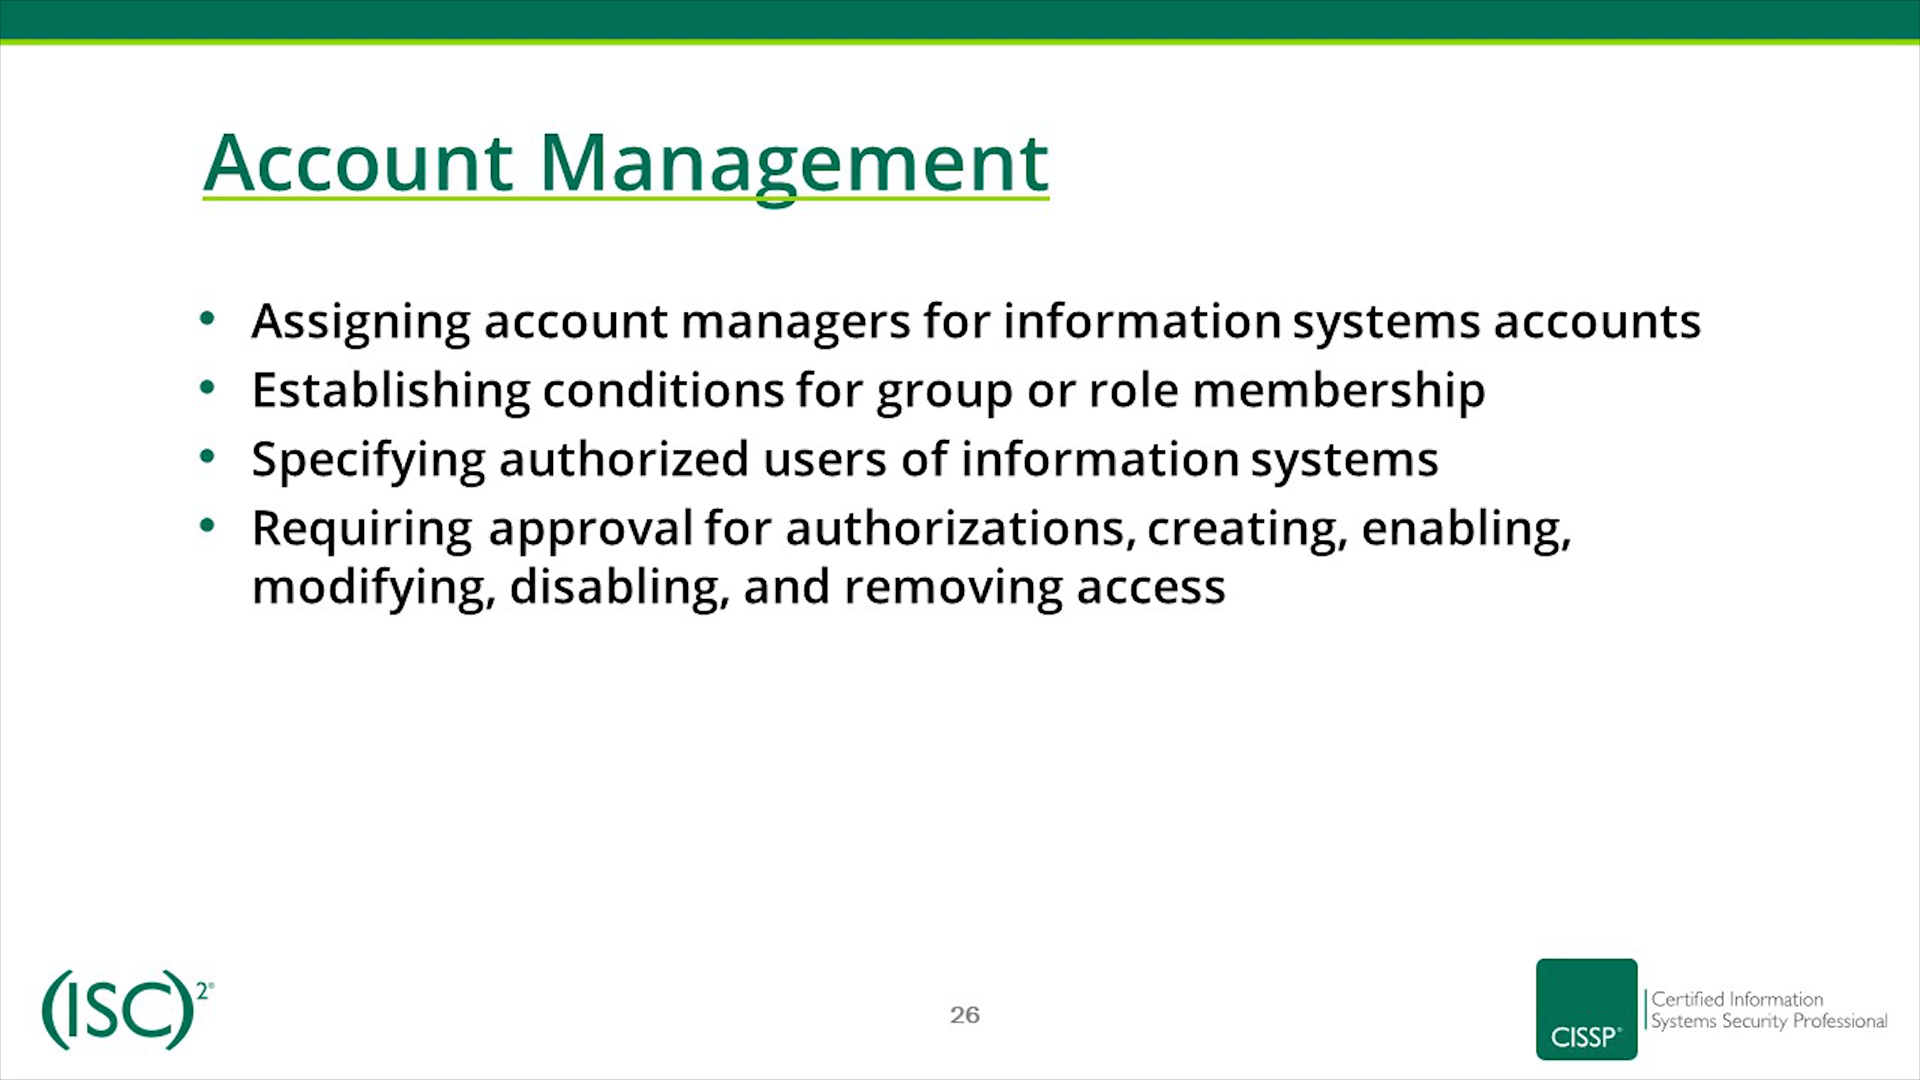 Account Management
• Assigning account managers for information systems accounts
• Establishing conditions for group or role membership
• Specifying authorized users of information systems
• Requiring approval for authorizations, creating, enabling,
modifying, disabling, and removing access
(ISC)²®
26
CISSP®
Certified Information
Systems Security Professional